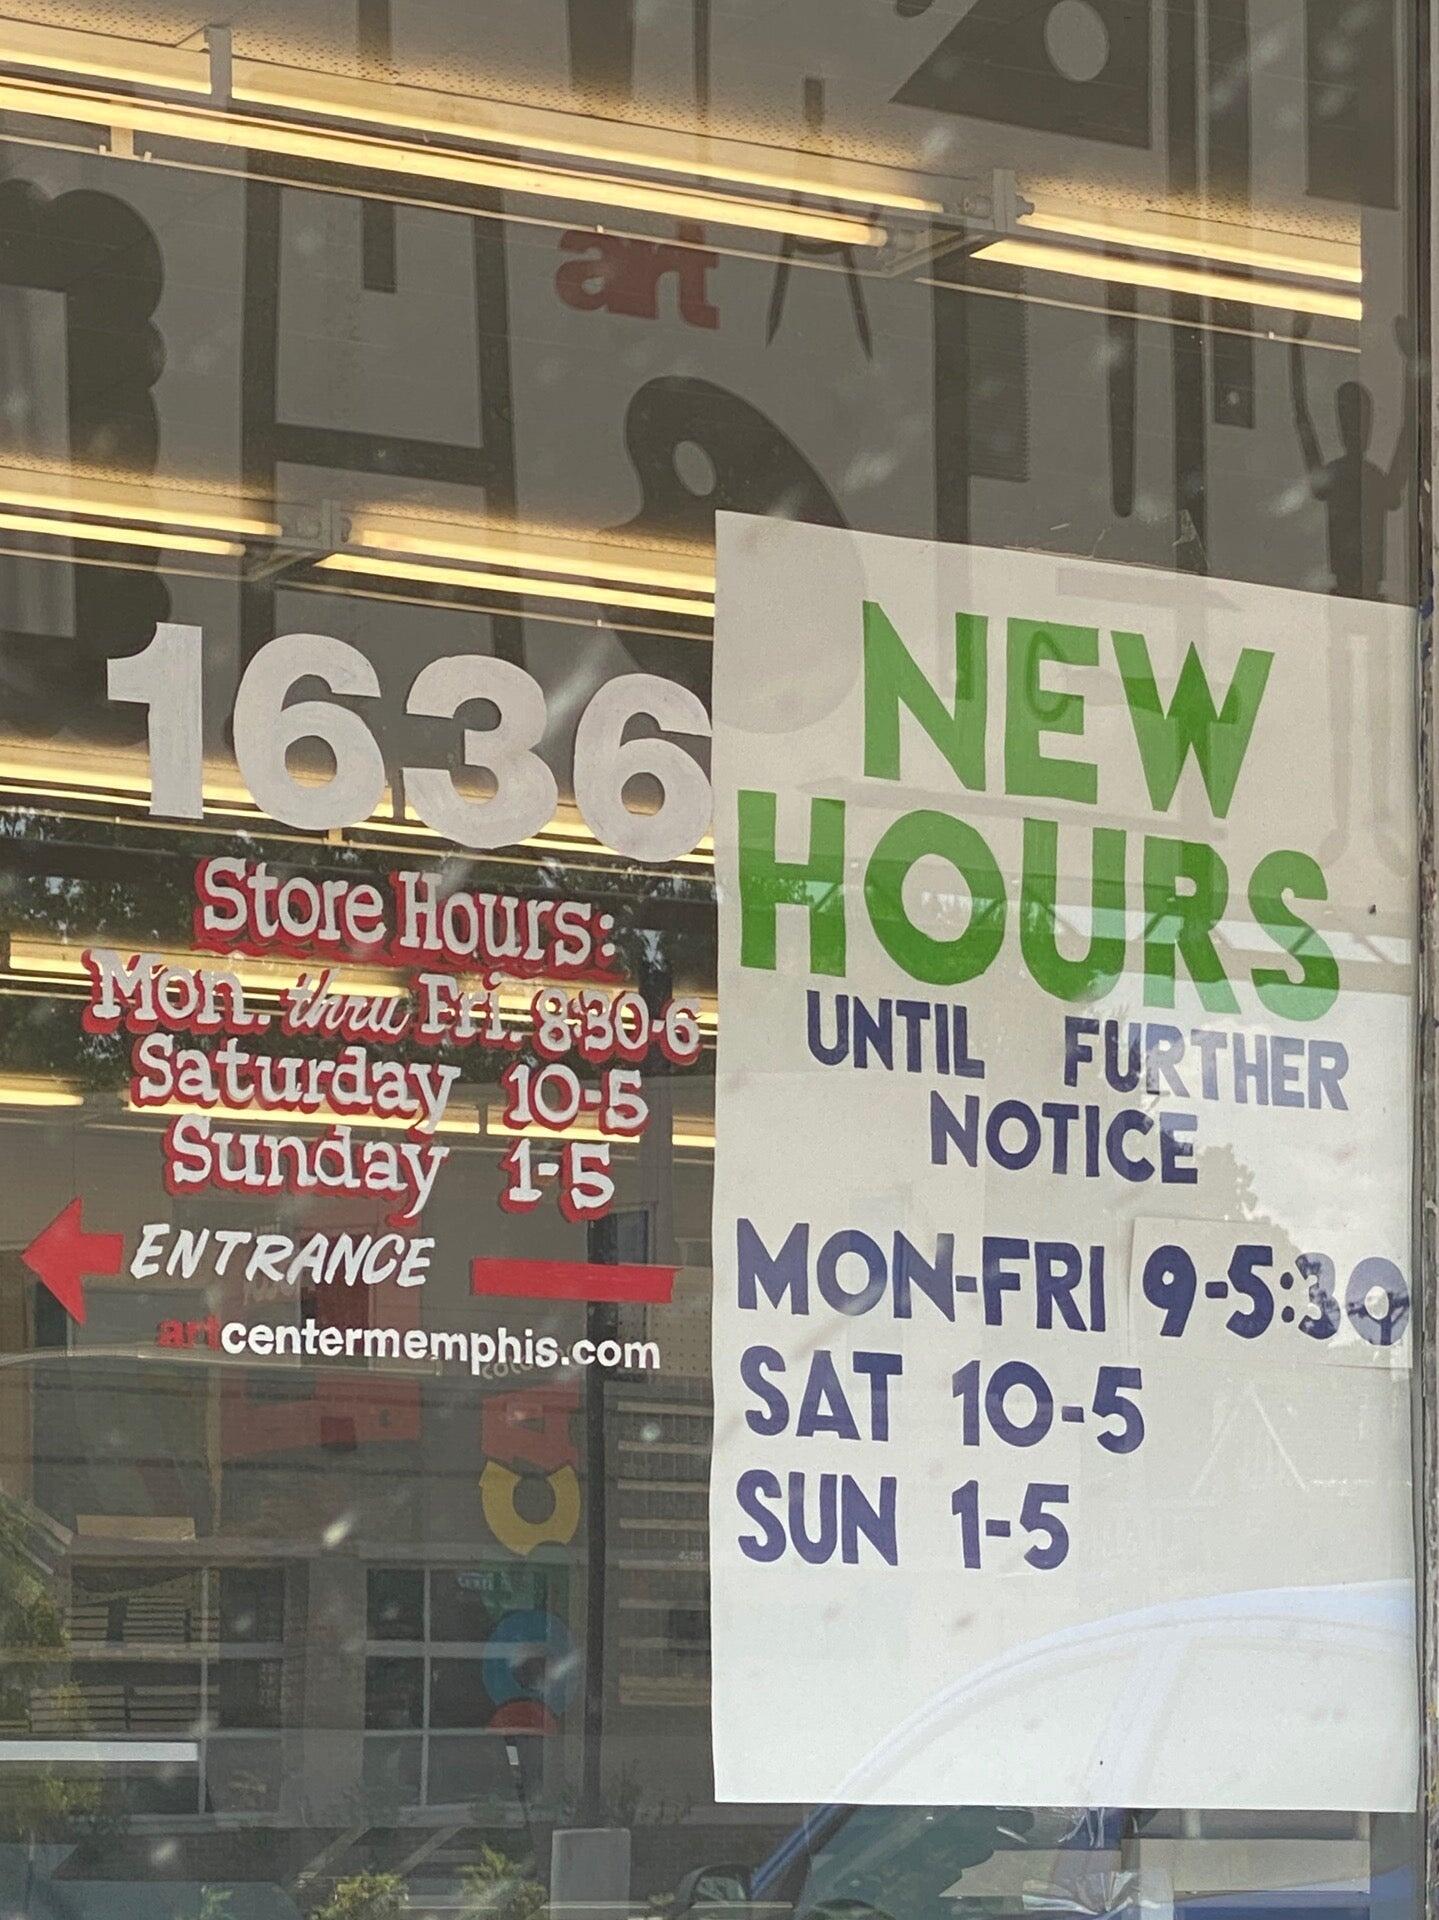 art
1636
Store Hours:
Mon. thru Fri. 8:30-6
Saturday 10-5
Sunday 1-5
ENTRANCE
artcentermemphis.com
NEW
HOURS
UNTIL FURTHER
NOTICE
MON-FRI 9-5:30
SAT 10-5
SUN 1-5